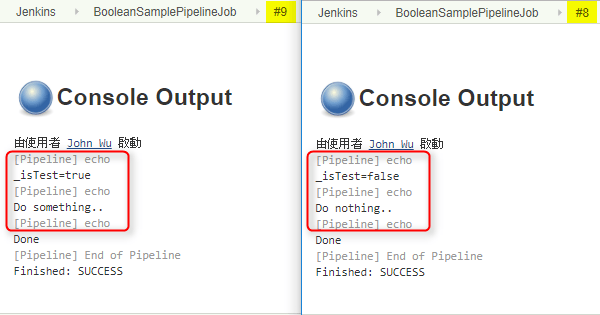 Jenkins BooleanSamplePipelineJob #9
Console Output
由使用者 John Wu 啟動
[Pipeline] echo
_isTest=true
[Pipeline] echo
Do something..
[Pipeline] echo
Done
[Pipeline] End of Pipeline
Finished: SUCCESS
Jenkins BooleanSamplePipelineJob #8
Console Output
由使用者 John Wu 啟動
[Pipeline] echo
_isTest=false
[Pipeline] echo
Do nothing..
[Pipeline] echo
Done
[Pipeline] End of Pipeline
Finished: SUCCESS